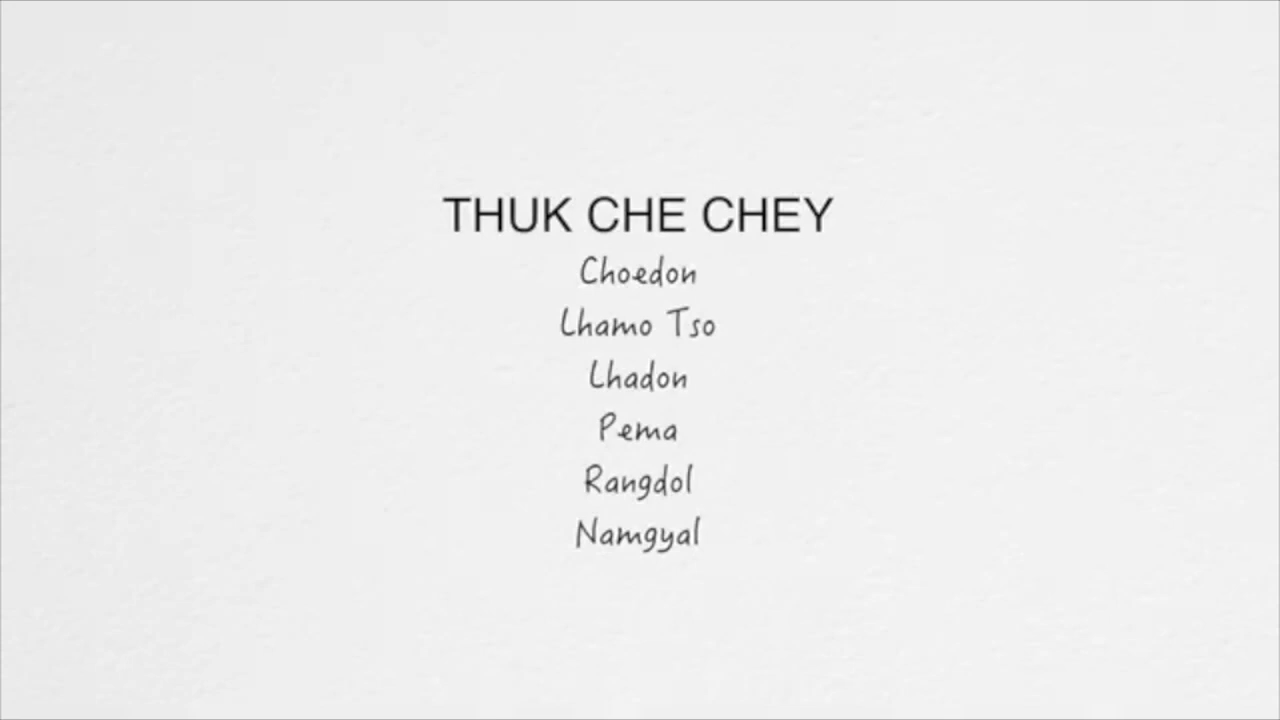 THUK CHE CHEY
Choedon
Lhamo Tso
Lhadon
Pema
Rangdol
Namgyal